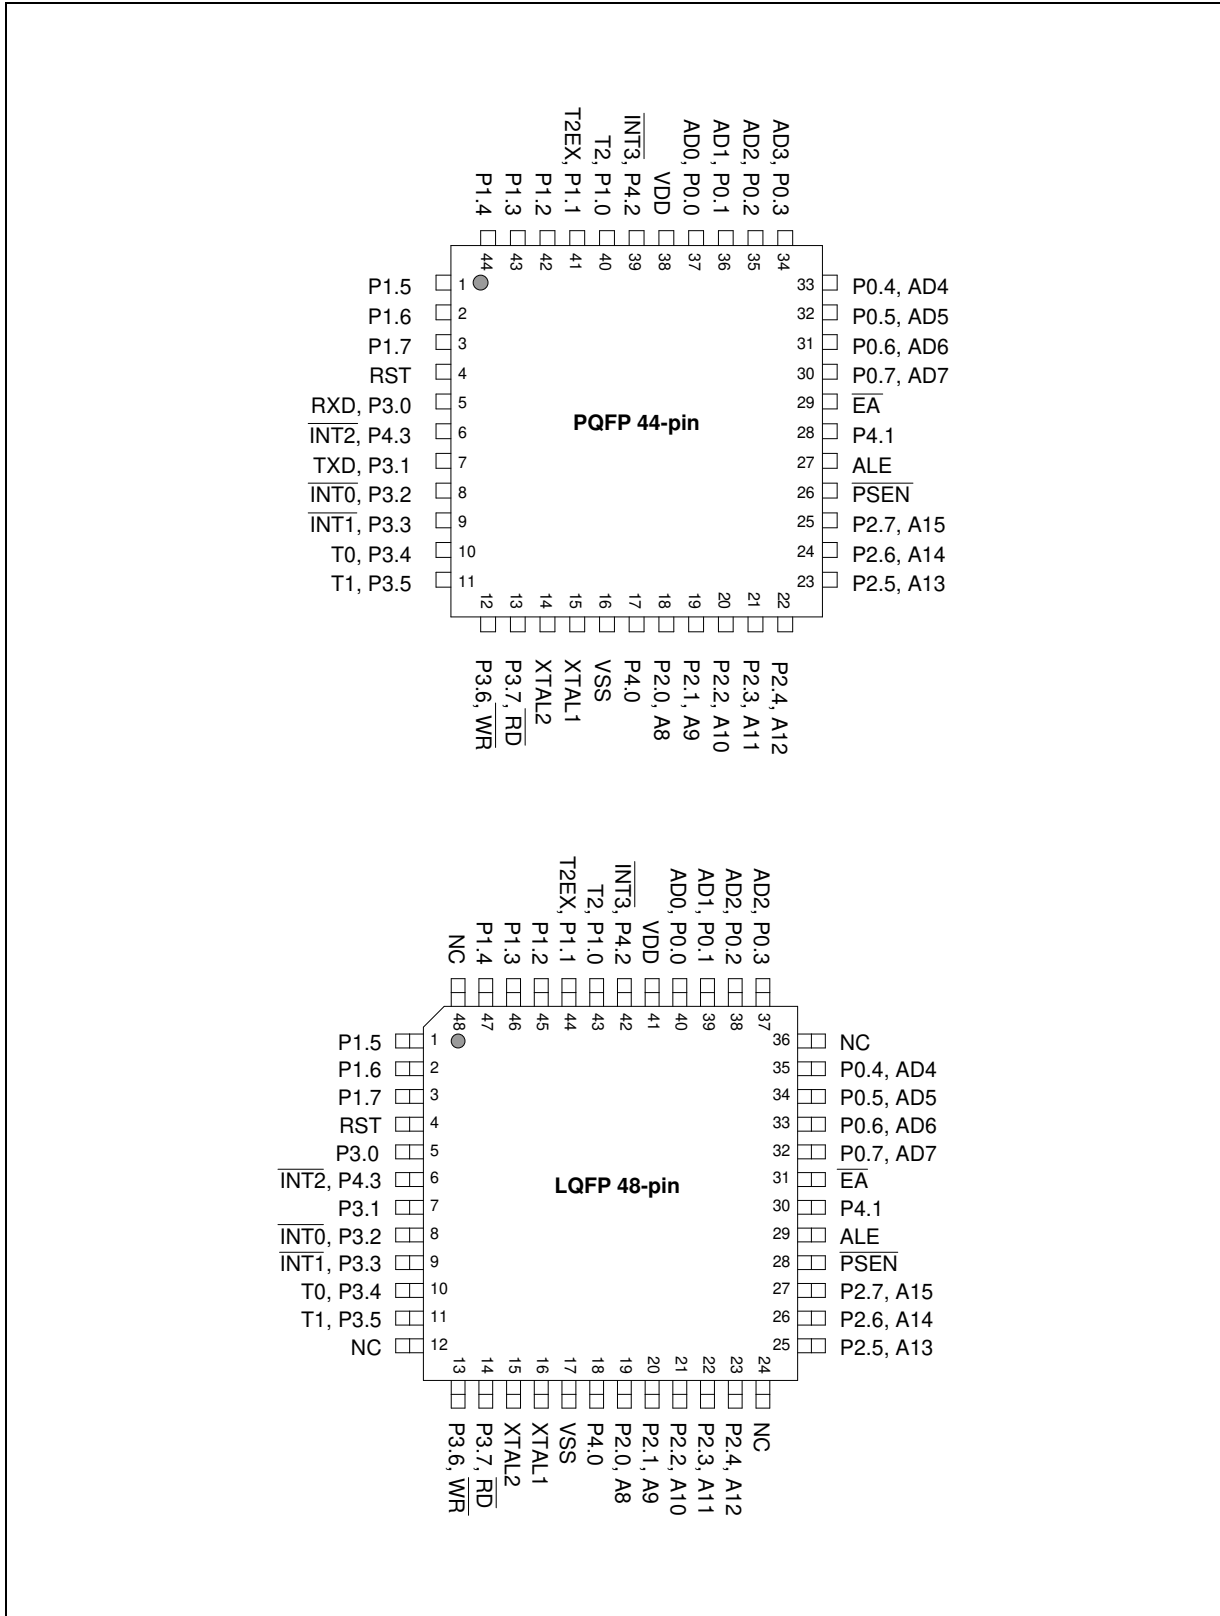 P1.4
P1.3
P1.2
T2EX, P1.1
T2, P1.0
INT3, P4.2
VDD
AD0, P0.0
AD1, P0.1
AD2, P0.2
AD3, P0.3
44
43
42
41
40
39
38
37
36
35
34
P1.5 1
P1.6 2
P1.7 3
RST 4
RXD, P3.0 5
INT2, P4.3 6
TXD, P3.1 7
INT0, P3.2 8
INT1, P3.3 9
T0, P3.4 10
T1, P3.5 11
PQFP 44-pin
33 P0.4, AD4
32 P0.5, AD5
31 P0.6, AD6
30 P0.7, AD7
29 EA
28 P4.1
27 ALE
26 PSEN
25 P2.7, A15
24 P2.6, A14
23 P2.5, A13
12
13
14
15
16
17
18
19
20
21
22
P3.6, WR
P3.7, RD
XTAL2
XTAL1
VSS
P4.0
P2.0, A8
P2.1, A9
P2.2, A10
P2.3, A11
P2.4, A12
NC
P1.4
P1.3
P1.2
T2EX, P1.1
T2, P1.0
INT3, P4.2
VDD
AD0, P0.0
AD1, P0.1
AD2, P0.2
AD2, P0.3
48
47
46
45
44
43
42
41
40
39
38
37
P1.5 1
P1.6 2
P1.7 3
RST 4
P3.0 5
INT2, P4.3 6
P3.1 7
INT0, P3.2 8
INT1, P3.3 9
T0, P3.4 10
T1, P3.5 11
NC 12
LQFP 48-pin
36 NC
35 P0.4, AD4
34 P0.5, AD5
33 P0.6, AD6
32 P0.7, AD7
31 EA
30 P4.1
29 ALE
28 PSEN
27 P2.7, A15
26 P2.6, A14
25 P2.5, A13
13
14
15
16
17
18
19
20
21
22
23
24
P3.6, WR
P3.7, RD
XTAL2
XTAL1
VSS
P4.0
P2.0, A8
P2.1, A9
P2.2, A10
P2.3, A11
P2.4, A12
NC